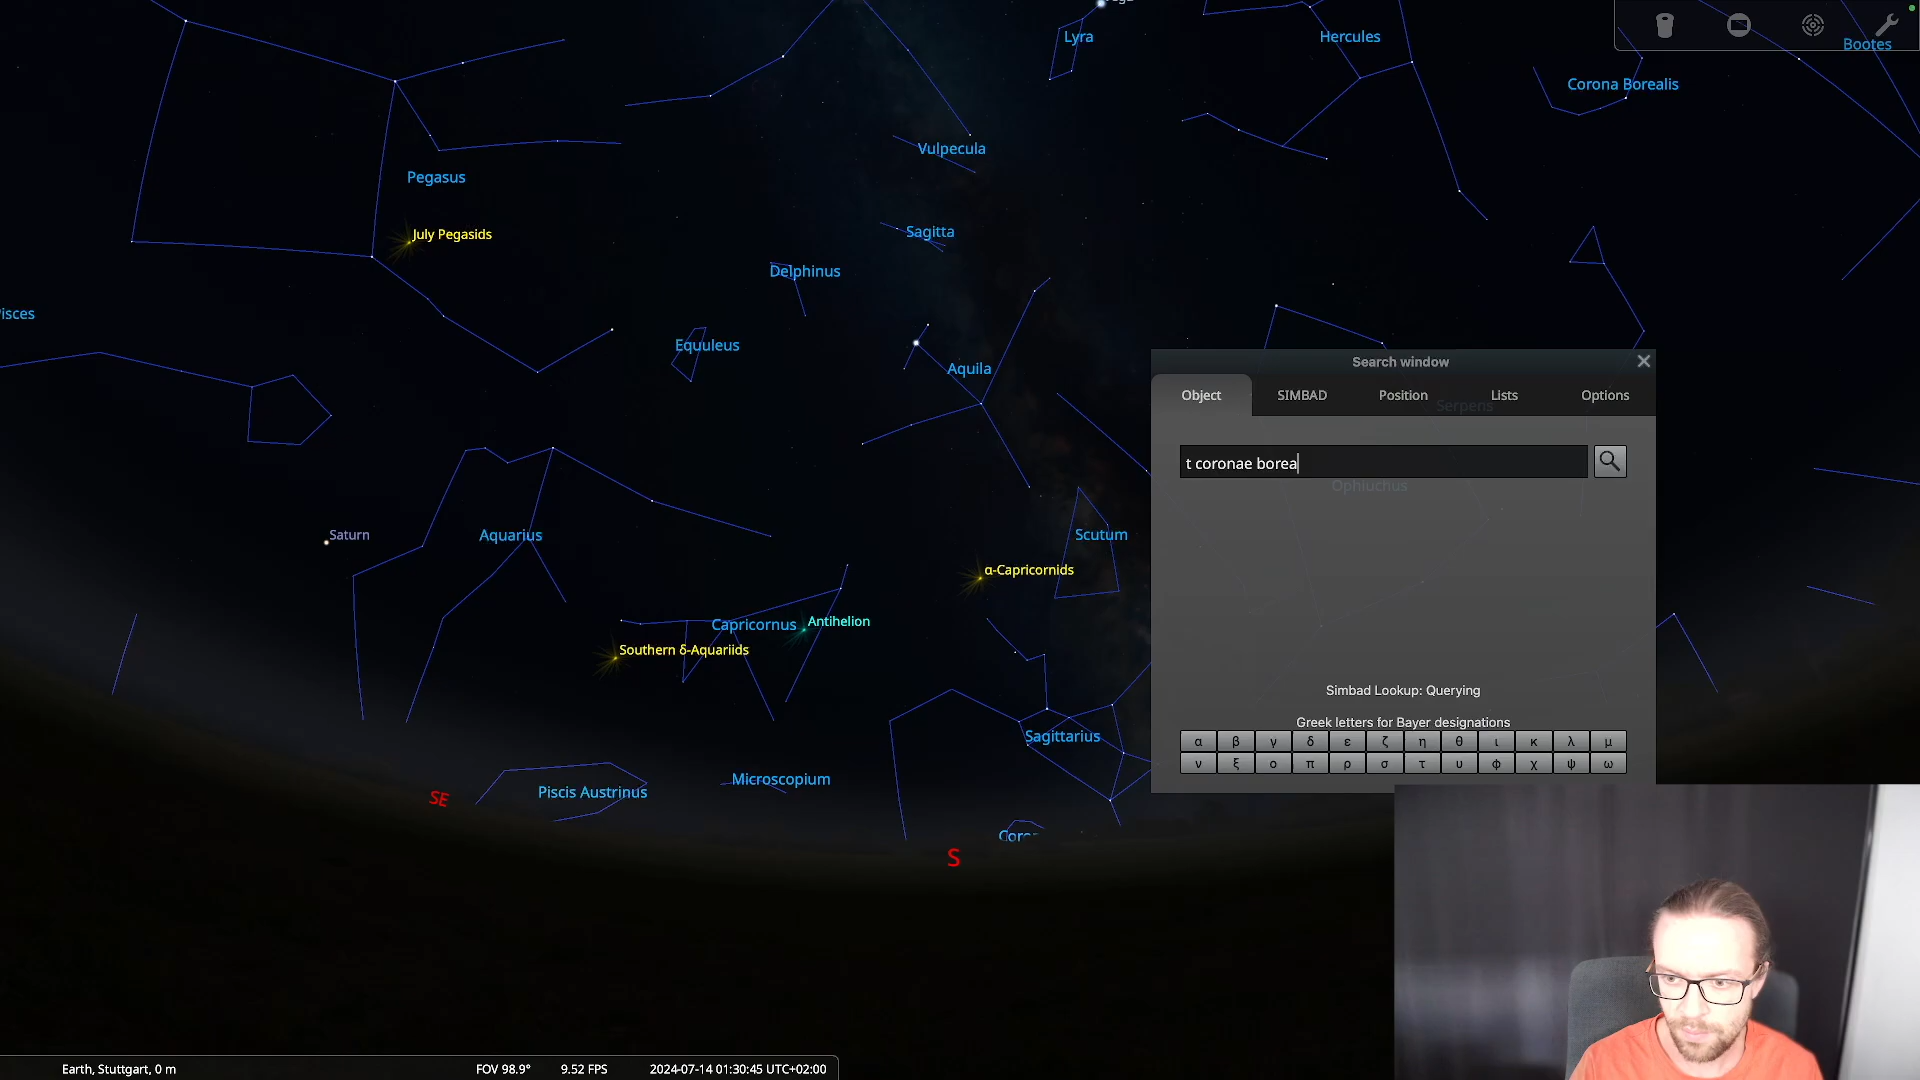 Lyra
Hercules
Bootes
Corona Borealis
Vulpecula
Pegasus
July Pegasids
Sagitta
Delphinus
isces
Equuleus
Aquila
Search window
Object SIMBAD Position Lists Options
Serpens
t coronae borea
Ophiuchus
Saturn
Aquarius
Scutum
α-Capricornids
Capricornus
Antihelion
Southern δ-Aquariids
Simbad Lookup: Querying
Greek letters for Bayer designations
α β γ δ ε ζ η θ ι κ λ μ
ν ξ ο π ρ σ τ υ φ χ ψ ω
Sagittarius
Microscopium
Piscis Austrinus
SE
Coror
S
Earth, Stuttgart, 0 m FOV 98.9° 9.52 FPS 2024-07-14 01:30:45 UTC+02:00